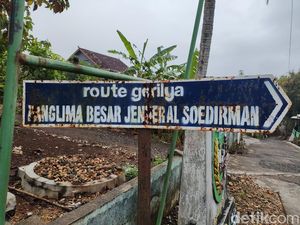 route gerilya
PANGLIMA BESAR JENDERAL SOEDIRMAN
detikcom